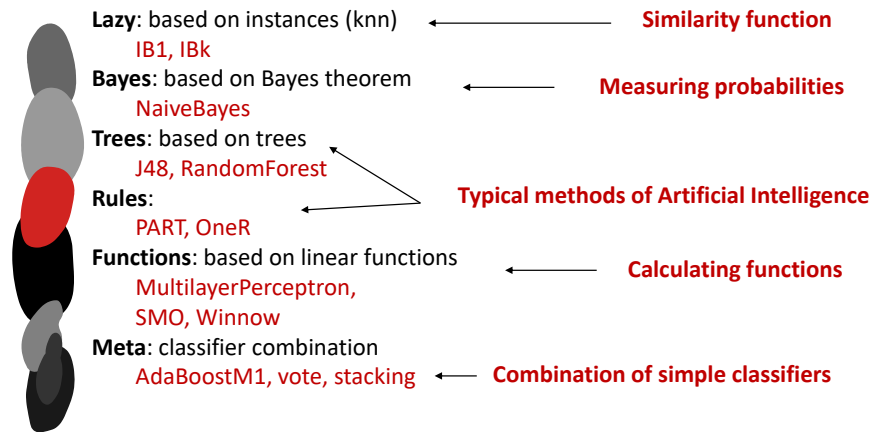 Lazy: based on instances (knn)
Similarity function
IB1, IBk
Bayes: based on Bayes theorem
Measuring probabilities
NaiveBayes
Trees: based on trees
J48, RandomForest
Typical methods of Artificial Intelligence
Rules:
PART, OneR
Functions: based on linear functions
Calculating functions
MultilayerPerceptron,
SMO, Winnow
Meta: classifier combination
AdaBoostM1, vote, stacking
Combination of simple classifiers